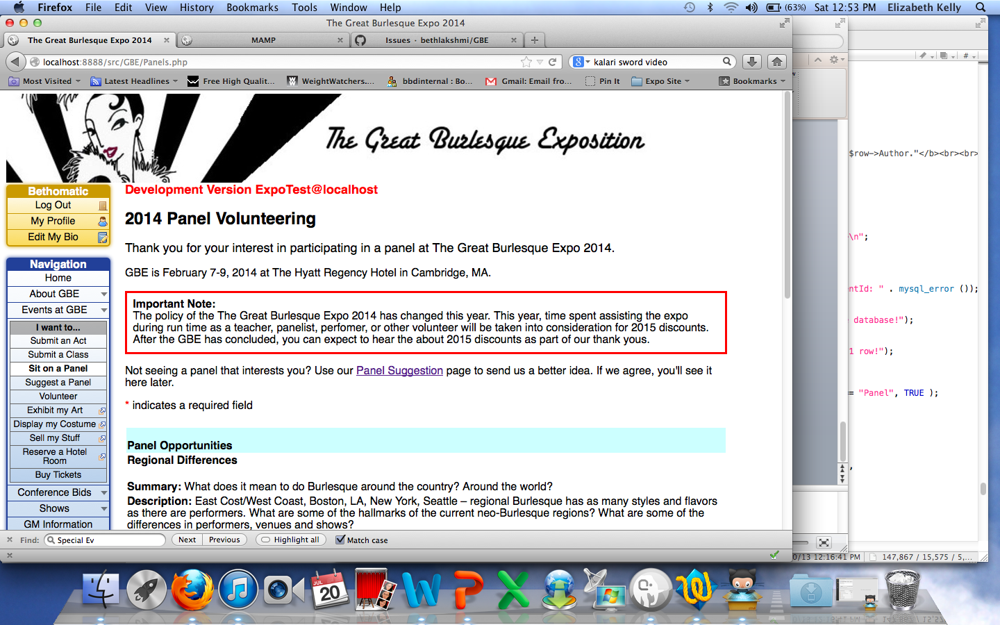 Firefox File Edit View History Bookmarks Tools Window Help (63%) Sat 12:53 PM Elizabeth Kelly
The Great Burlesque Expo 2014
The Great Burlesque Expo 2014 MAMP Issues · bethlakshmi/GBE
localhost:8888/src/GBE/Panels.php kalari sword video
Most Visited Latest Headlines Free High Qualit... WeightWatchers.... bbdinternal : Bo... Gmail: Email fro... Pin It Expo Site Bookmarks
The Great Burlesque Exposition
Bethomatic
Log Out
My Profile
Edit My Bio
Navigation
Home
About GBE
Events at GBE
I want to...
Submit an Act
Submit a Class
Sit on a Panel
Suggest a Panel
Volunteer
Exhibit my Art
Display my Costume
Sell my Stuff
Reserve a Hotel
Room
Buy Tickets
Conference Bids
Shows
GM Information
Development Version ExpoTest@localhost
2014 Panel Volunteering
Thank you for your interest in participating in a panel at The Great Burlesque Expo 2014.
GBE is February 7-9, 2014 at The Hyatt Regency Hotel in Cambridge, MA.
Important Note:
The policy of the The Great Burlesque Expo 2014 has changed this year. This year, time spent assisting the expo
during run time as a teacher, panelist, perfomer, or other volunteer will be taken into consideration for 2015 discounts.
After the GBE has concluded, you can expect to hear the about 2015 discounts as part of our thank yous.
Not seeing a panel that interests you? Use our Panel Suggestion page to send us a better idea. If we agree, you'll see it
here later.
* indicates a required field
Panel Opportunities
Regional Differences
Summary: What does it mean to do Burlesque around the country? Around the world?
Description: East Cost/West Coast, Boston, LA, New York, Seattle – regional Burlesque has as many styles and flavors
as there are performers. What are some of the hallmarks of the current neo-Burlesque regions? What are some of the
differences in performers, venues and shows?
Find: Special Ev Next Previous Highlight all Match case
$row->Author."</b><br><br>
\n";
entId: " . mysql_error ());
database!");
1 row!");
= "Panel", TRUE );
0/13 12:16:41 PM 147,867 / 15,575 / 5,...
JUL
20